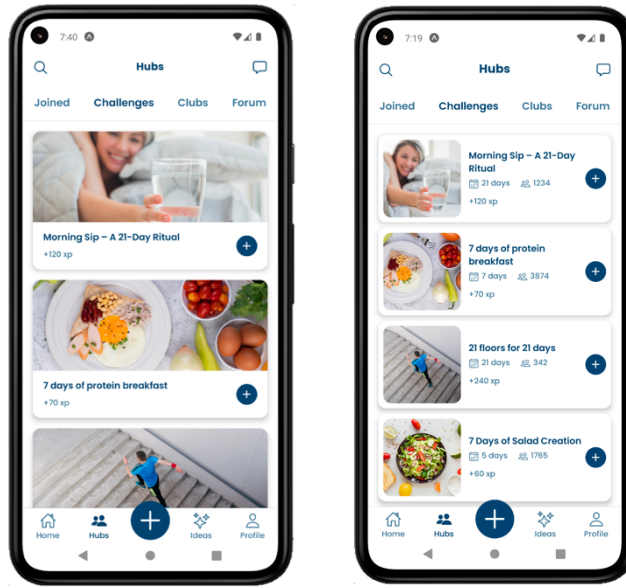 7:40
Hubs
Joined Challenges Clubs Forum
Morning Sip – A 21-Day Ritual
+120 xp
7 days of protein breakfast
+70 xp
Home Hubs Ideas Profile
7:19
Hubs
Joined Challenges Clubs Forum
Morning Sip – A 21-Day
Ritual
21 days 1234
+120 xp
7 days of protein
breakfast
7 days 3874
+70 xp
21 floors for 21 days
21 days 342
+240 xp
7 Days of Salad Creation
5 days 1765
+60 xp
Home Hubs Ideas Profile